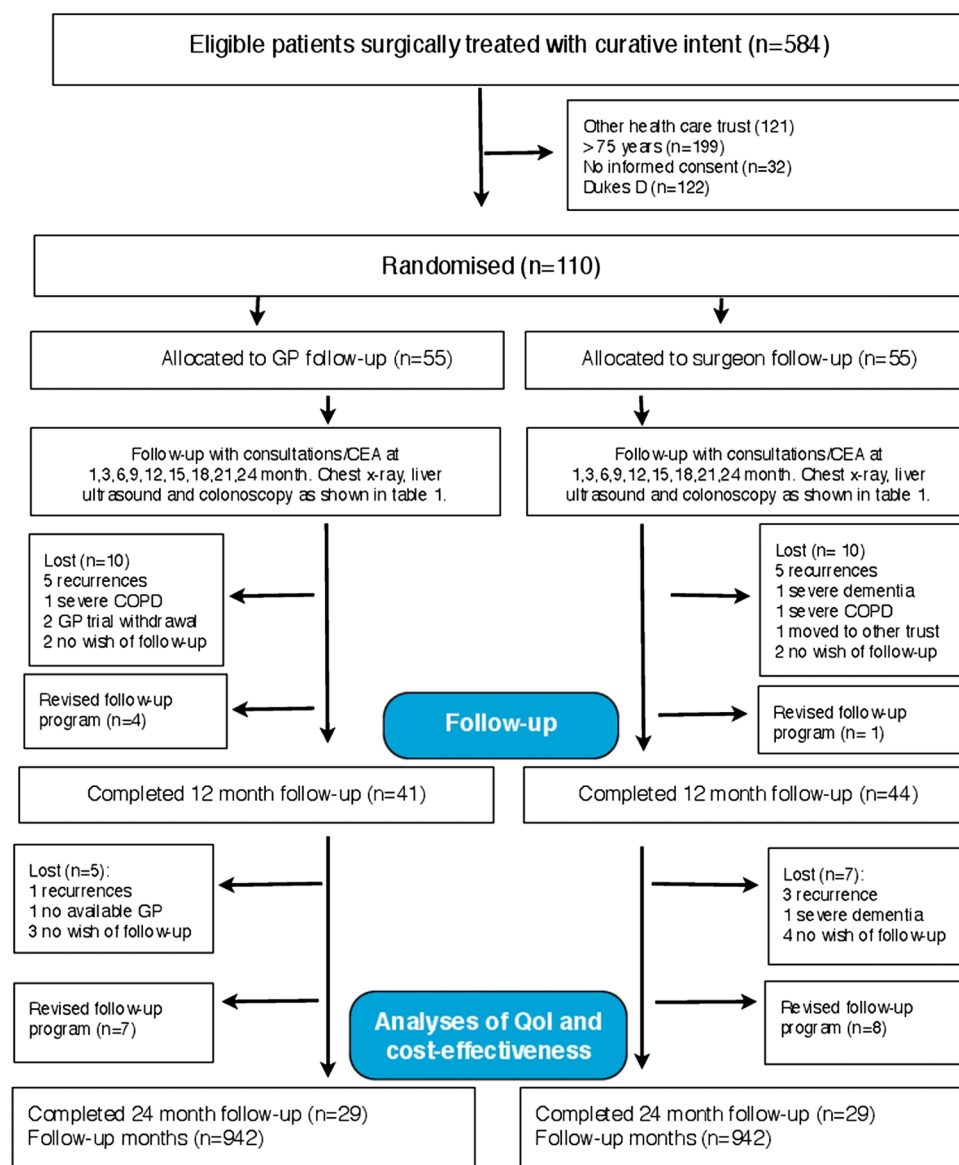 Eligible patients surgically treated with curative intent (n=584)
Other health care trust (121)
>75 years (n=199)
No informed consent (n=32)
Dukes D (n=122)
Randomised (n=110)
Allocated to GP follow-up (n=55)
Allocated to surgeon follow-up (n=55)
Follow-up with consultations/CEA at
1,3,6,9,12,15,18,21,24 month. Chest x-ray, liver
ultrasound and colonoscopy as shown in table 1.
Follow-up with consultations/CEA at
1,3,6,9,12,15,18,21,24 month. Chest x-ray, liver
ultrasound and colonoscopy as shown in table 1.
Lost (n=10)
5 recurrences
1 severe COPD
2 GP trial withdrawal
2 no wish of follow-up
Lost (n= 10)
5 recurrences
1 severe dementia
1 severe COPD
1 moved to other trust
2 no wish of follow-up
Revised follow-up
program (n=4)
Follow-up
Revised follow-up
program (n= 1)
Completed 12 month follow-up (n=41)
Completed 12 month follow-up (n=44)
Lost (n=5):
1 recurrences
1 no available GP
3 no wish of follow-up
Lost (n=7):
3 recurrence
1 severe dementia
4 no wish of follow-up
Revised follow-up
program (n=7)
Analyses of Qol and
cost-effectiveness
Revised follow-up
program (n=8)
Completed 24 month follow-up (n=29)
Follow-up months (n=942)
Completed 24 month follow-up (n=29)
Follow-up months (n=942)